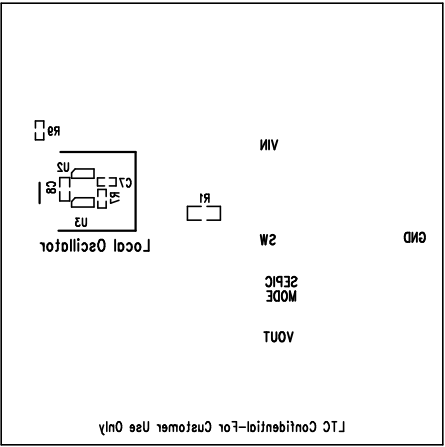 R9
VIN
U2
C7
C8
R7
R1
U3
SW
GND
Local Oscillator
SEPIC
MODE
VOUT
LTC Confidential-For Customer Use Only